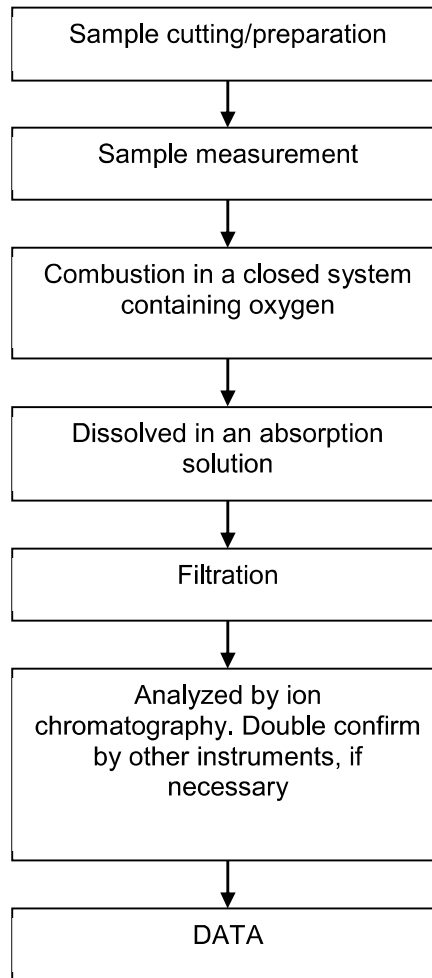 Sample cutting/preparation
Sample measurement
Combustion in a closed system
containing oxygen
Dissolved in an absorption
solution
Filtration
Analyzed by ion
chromatography. Double confirm
by other instruments, if
necessary
DATA